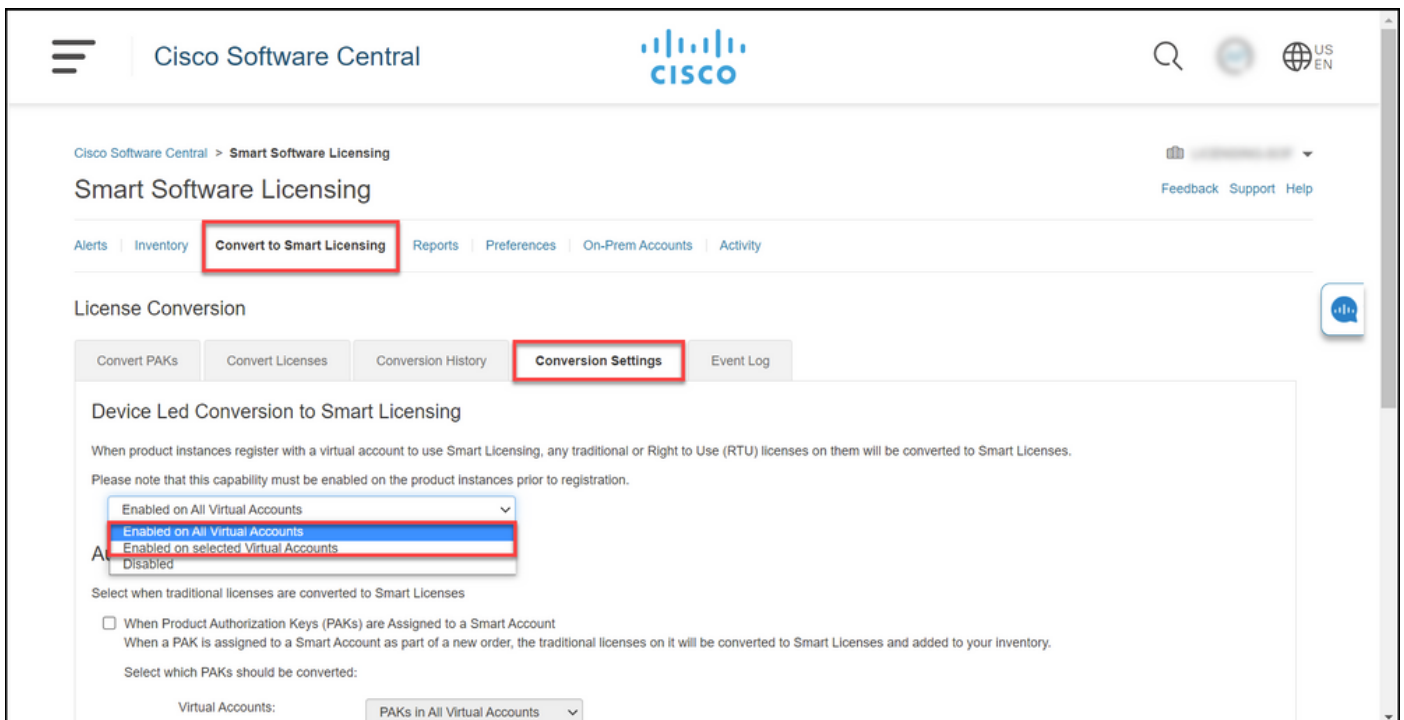 Cisco Software Central
CISCO
US
EN
Cisco Software Central > Smart Software Licensing
Smart Software Licensing
Feedback Support Help
Alerts Inventory Convert to Smart Licensing Reports Preferences On-Prem Accounts Activity
License Conversion
Convert PAKs Convert Licenses Conversion History Conversion Settings Event Log
Device Led Conversion to Smart Licensing
When product instances register with a virtual account to use Smart Licensing, any traditional or Right to Use (RTU) licenses on them will be converted to Smart Licenses.
Please note that this capability must be enabled on the product instances prior to registration.
Enabled on All Virtual Accounts
Enabled on All Virtual Accounts
Enabled on selected Virtual Accounts
Disabled
Select when traditional licenses are converted to Smart Licenses
When Product Authorization Keys (PAKs) are Assigned to a Smart Account
When a PAK is assigned to a Smart Account as part of a new order, the traditional licenses on it will be converted to Smart Licenses and added to your inventory.
Select which PAKs should be converted:
Virtual Accounts: PAKs in All Virtual Accounts